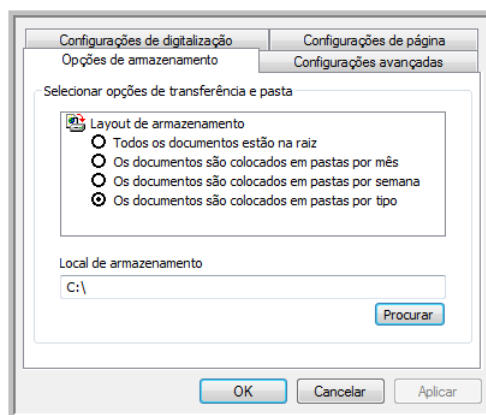 Configurações de digitalização
Configurações de página
Opções de armazenamento
Configurações avançadas
Selecionar opções de transferência e pasta
Layout de armazenamento
Todos os documentos estão na raiz
Os documentos são colocados em pastas por mês
Os documentos são colocados em pastas por semana
Os documentos são colocados em pastas por tipo
Local de armazenamento
C:\
Procurar
OK
Cancelar
Aplicar